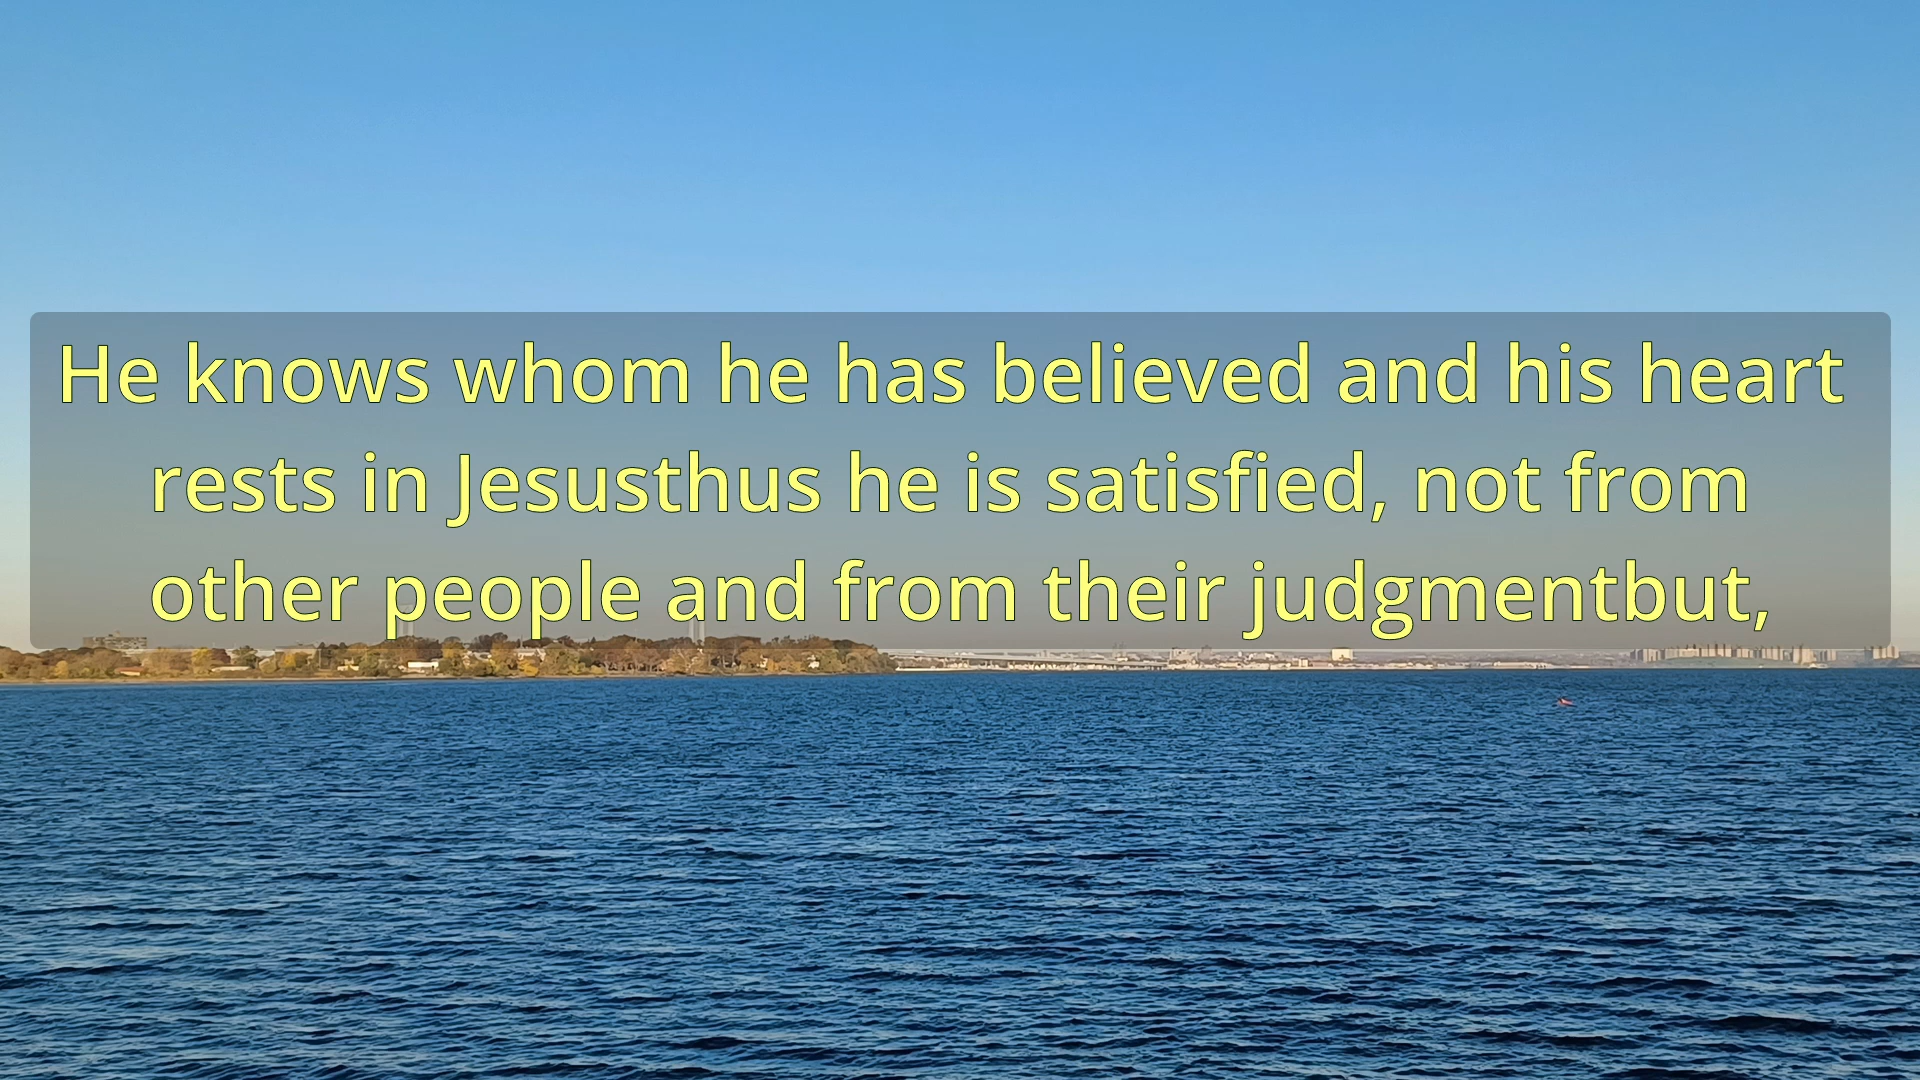 He knows whom he has believed and his heart
rests in Jesusthus he is satisfied, not from
other people and from their judgmentbut,